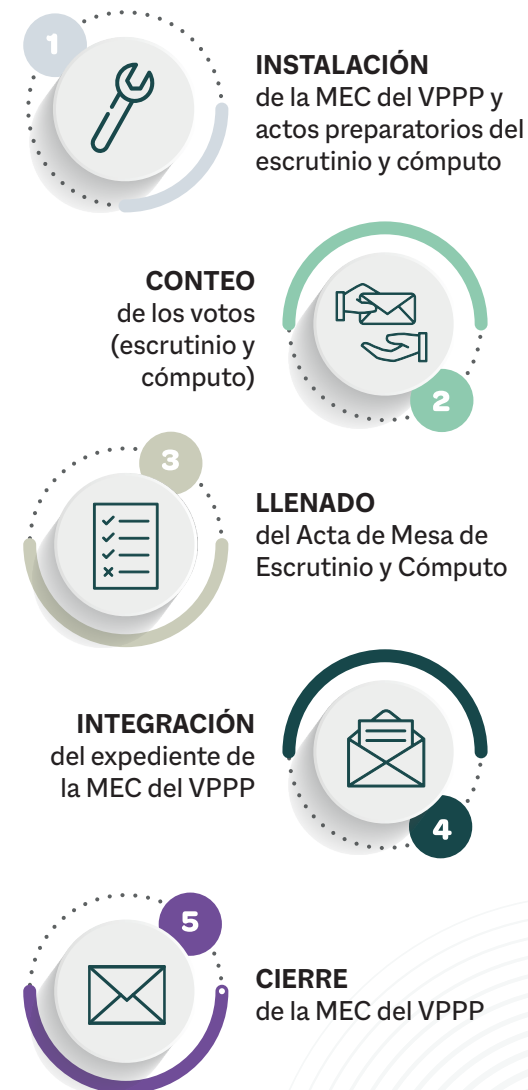 1
INSTALACIÓN
de la MEC del VPPP y
actos preparatorios del
escrutinio y cómputo
CONTEO
de los votos
(escrutinio y
cómputo)
2
3
LLENADO
del Acta de Mesa de
Escrutinio y Cómputo
INTEGRACIÓN
del expediente de
la MEC del VPPP
4
5
CIERRE
de la MEC del VPPP